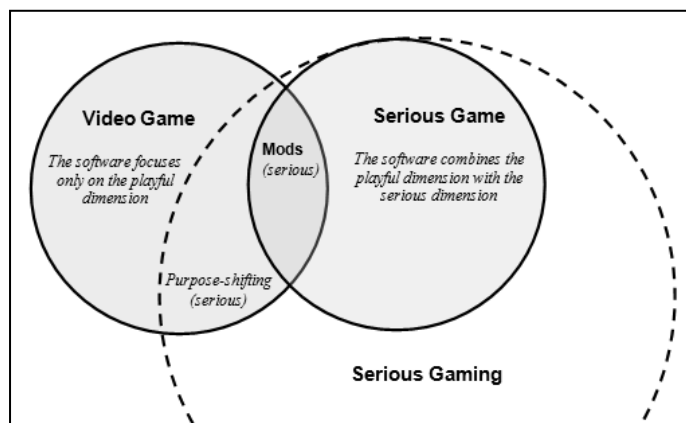 Video Game
The software focuses
only on the playful
dimension
Mods
(serious)
Serious Game
The software combines the
playful dimension with the
serious dimension
Purpose-shifting
(serious)
Serious Gaming